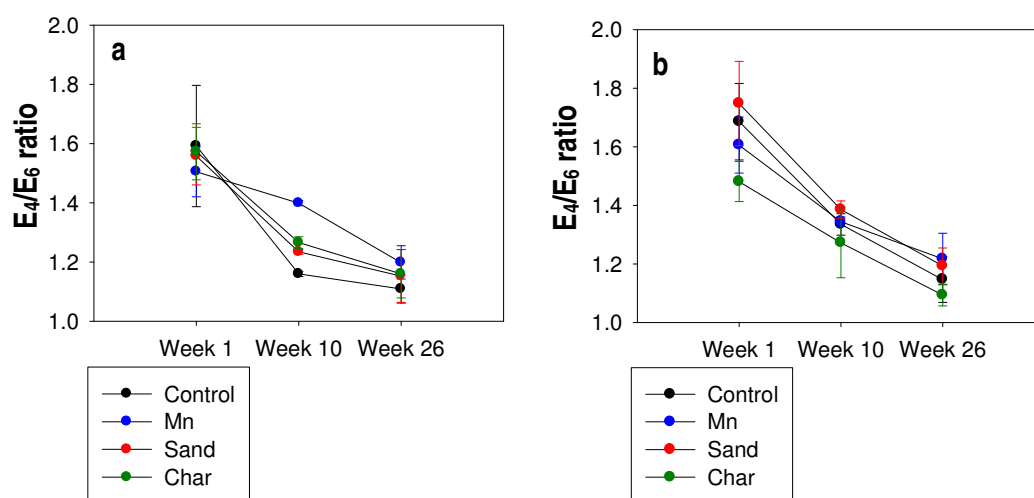 a
E4/E6 ratio
2.0
1.8
1.6
1.4
1.2
1.0
Week 1 Week 10 Week 26
Control
Mn
Sand
Char
b
E4/E6 ratio
2.0
1.8
1.6
1.4
1.2
1.0
Week 1 Week 10 Week 26
Control
Mn
Sand
Char